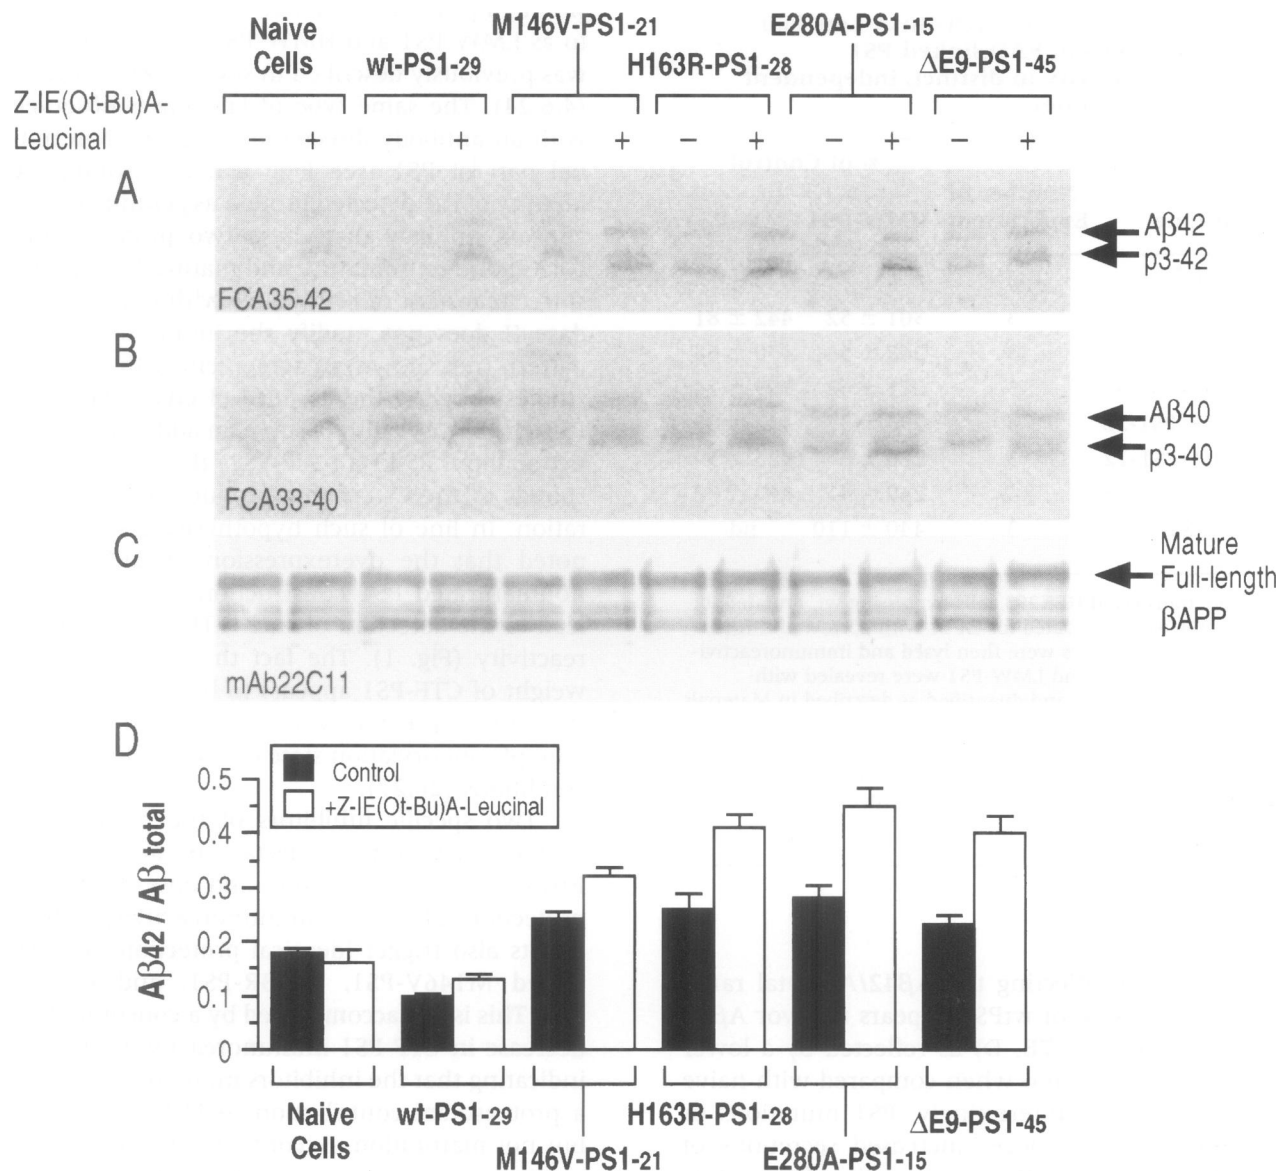 Naive
Cells
wt-PS1-29
M146V-PS1-21
H163R-PS1-28
E280A-PS1-15
ΔE9-PS1-45
Z-IE(Ot-Bu)A-
Leucinal
− + − + − + − + − + − +
A
FCA35-42
Aβ42
p3-42
B
FCA33-40
Aβ40
p3-40
C
mAb22C11
Mature
Full-length
βAPP
D
Control
+Z-IE(Ot-Bu)A-Leucinal
Aβ42 / Aβ total
0.5
0.4
0.3
0.2
0.1
0
Naive
Cells
wt-PS1-29
M146V-PS1-21
H163R-PS1-28
E280A-PS1-15
ΔE9-PS1-45